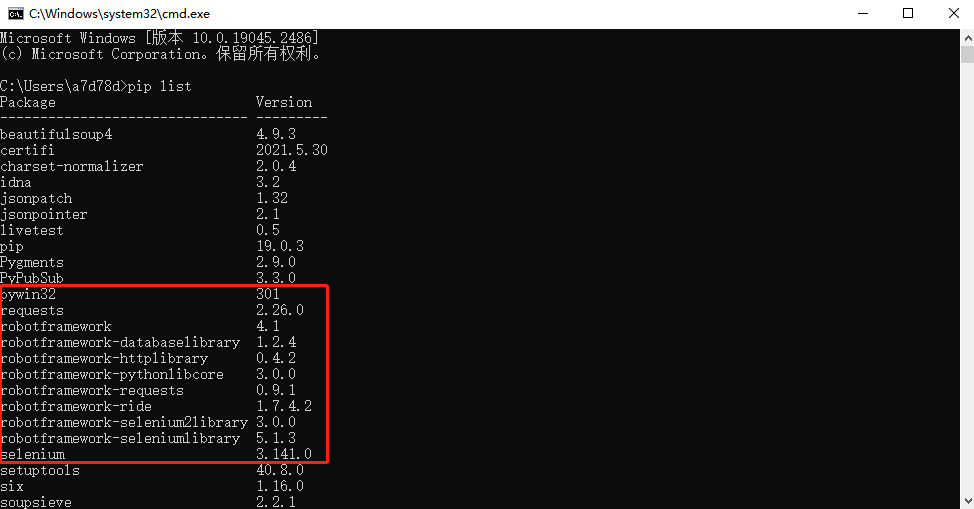 C:\Windows\system32\cmd.exe
Microsoft Windows [版本 10.0.19045.2486]
(c) Microsoft Corporation。保留所有权利。
C:\Users\a7d78d>pip list
Package Version
------------------------------ ---------
beautifulsoup4 4.9.3
certifi 2021.5.30
charset-normalizer 2.0.4
idna 3.2
jsonpatch 1.32
jsonpointer 2.1
livetest 0.5
pip 19.0.3
Pygments 2.9.0
PyPubSub 3.3.0
pywin32 301
requests 2.26.0
robotframework 4.1
robotframework-databaselibrary 1.2.4
robotframework-httplibrary 0.4.2
robotframework-pythonlibcore 3.0.0
robotframework-requests 0.9.1
robotframework-ride 1.7.4.2
robotframework-selenium2library 3.0.0
robotframework-seleniumlibrary 5.1.3
selenium 3.141.0
setuptools 40.8.0
six 1.16.0
soupsieve 2.2.1